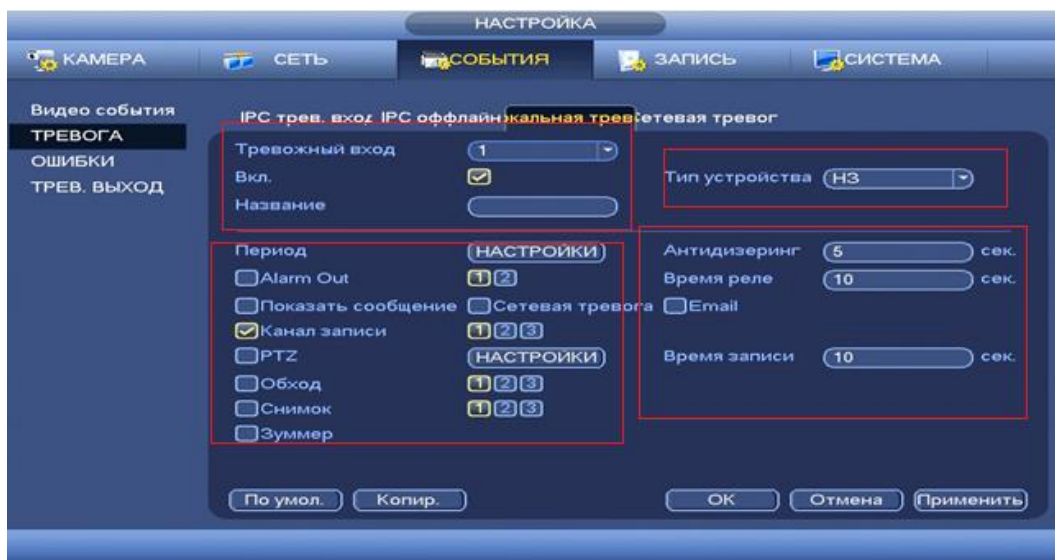 НАСТРОЙКА
КАМЕРА СЕТЬ СОБЫТИЯ ЗАПИСЬ СИСТЕМА
Видео события
ТРЕВОГА
ОШИБКИ
ТРЕВ. ВЫХОД
IPC трев. вход IPC оффлайн кальная трев етевая тревог
Тревожный вход 1
Вкл. Тип устройства НЗ
Название
Период НАСТРОЙКИ Антидизеринг 5 сек.
Alarm Out 1 2 Время реле 10 сек.
Показать сообщение Сетевая тревога Email
Канал записи 1 2 3
PTZ НАСТРОЙКИ Время записи 10 сек.
Обход 1 2 3
Снимок 1 2 3
Зуммер
По умол. Копир. ОК Отмена Применить